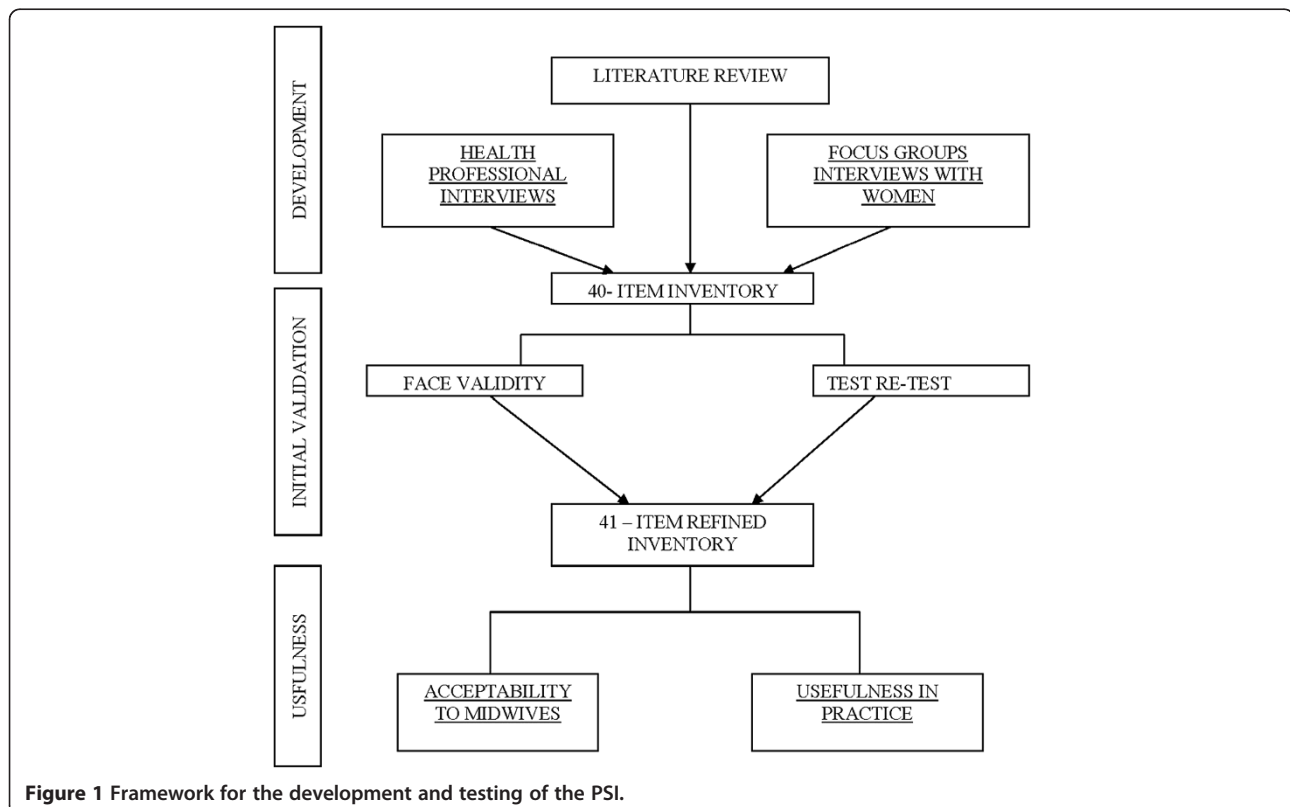 DEVELOPMENT
LITERATURE REVIEW
HEALTH
PROFESSIONAL
INTERVIEWS
FOCUS GROUPS
INTERVIEWS WITH
WOMEN
40- ITEM INVENTORY
INITIAL VALIDATION
FACE VALIDITY
TEST RE-TEST
41 – ITEM REFINED
INVENTORY
USFULNESS
ACCEPTABILITY
TO MIDWIVES
USEFULNESS IN
PRACTICE
Figure 1 Framework for the development and testing of the PSI.